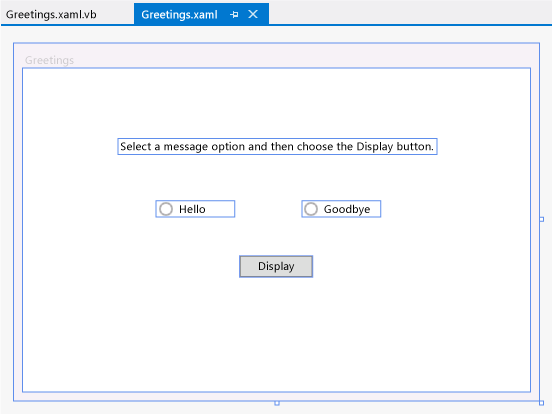 Greetings.xaml.vb
Greetings.xaml
Greetings
Select a message option and then choose the Display button.
Hello
Goodbye
Display